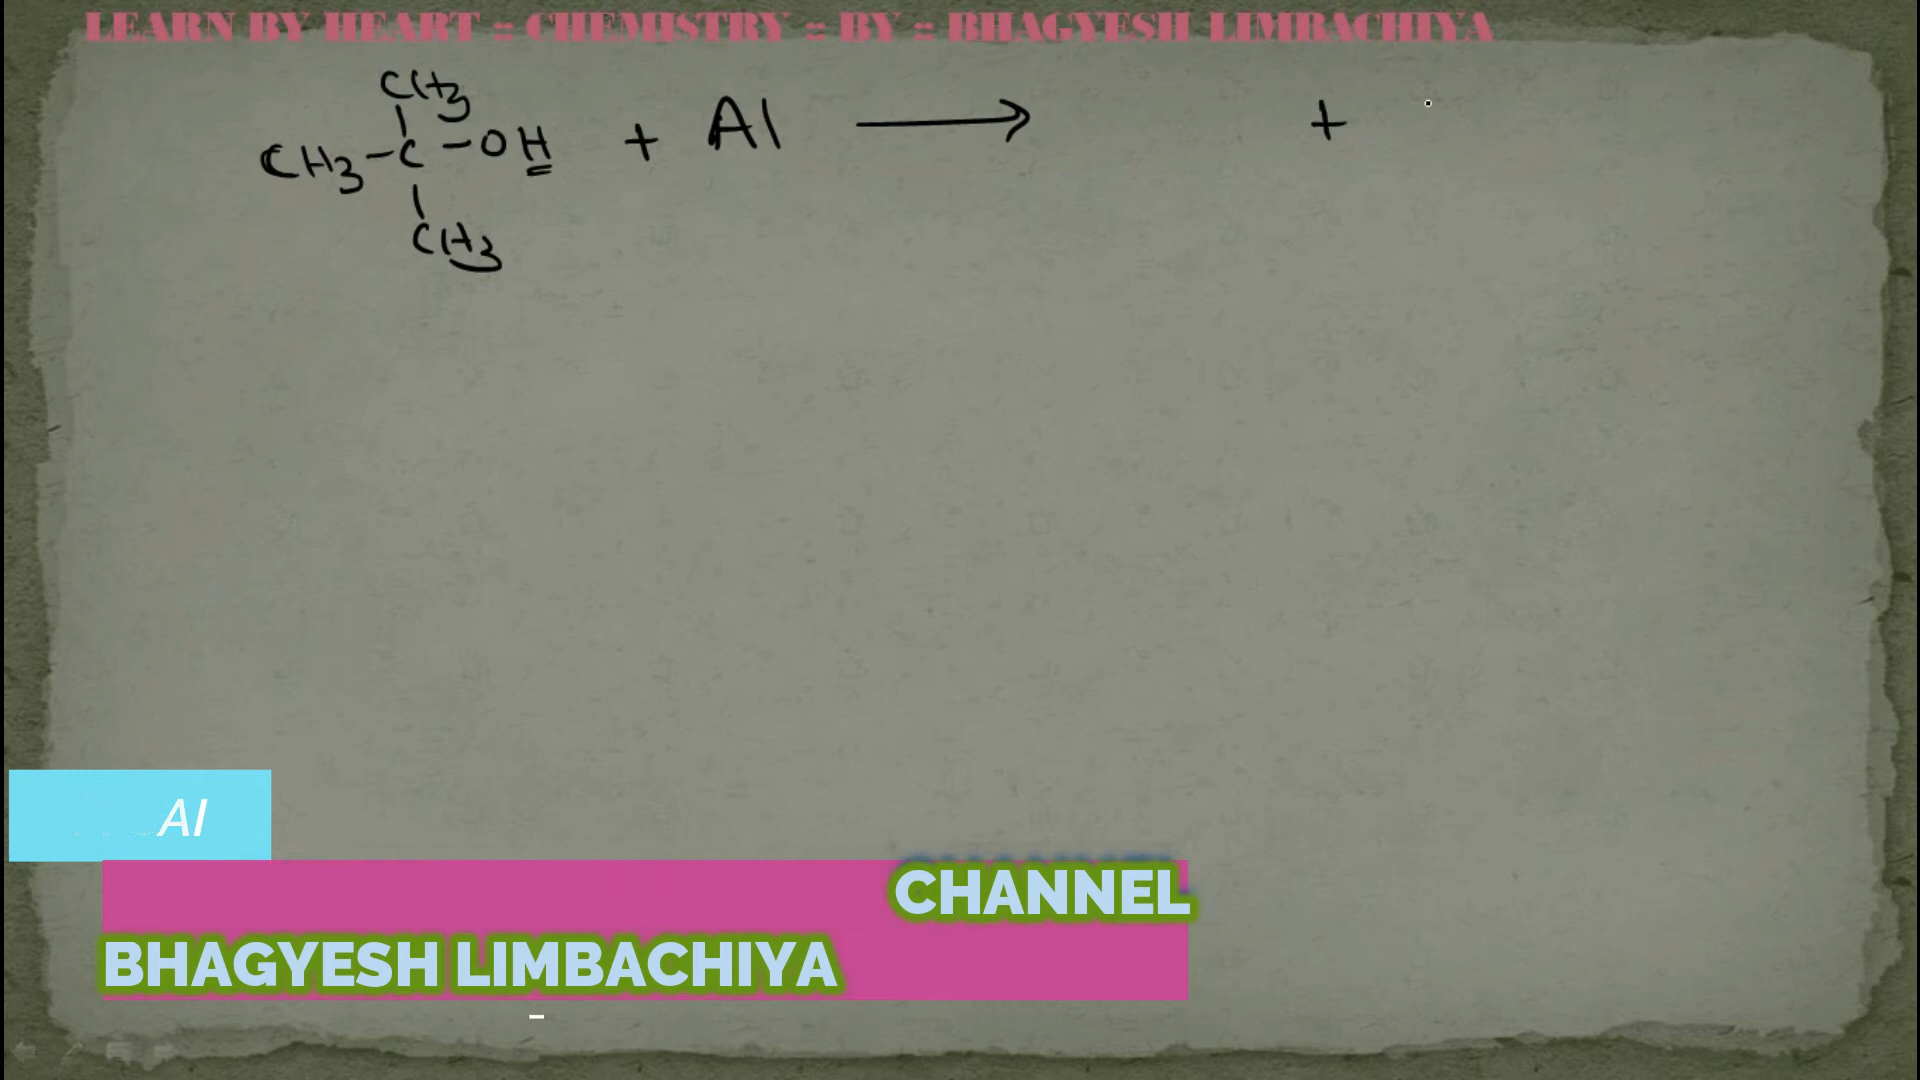 LEARN BY HEART :: CHEMISTRY :: BY :: BHAGYESH LIMBACHIYA
CH3
CH3-C-OH + Al ⟶ +
CH3
Al
CHANNEL
BHAGYESH LIMBACHIYA